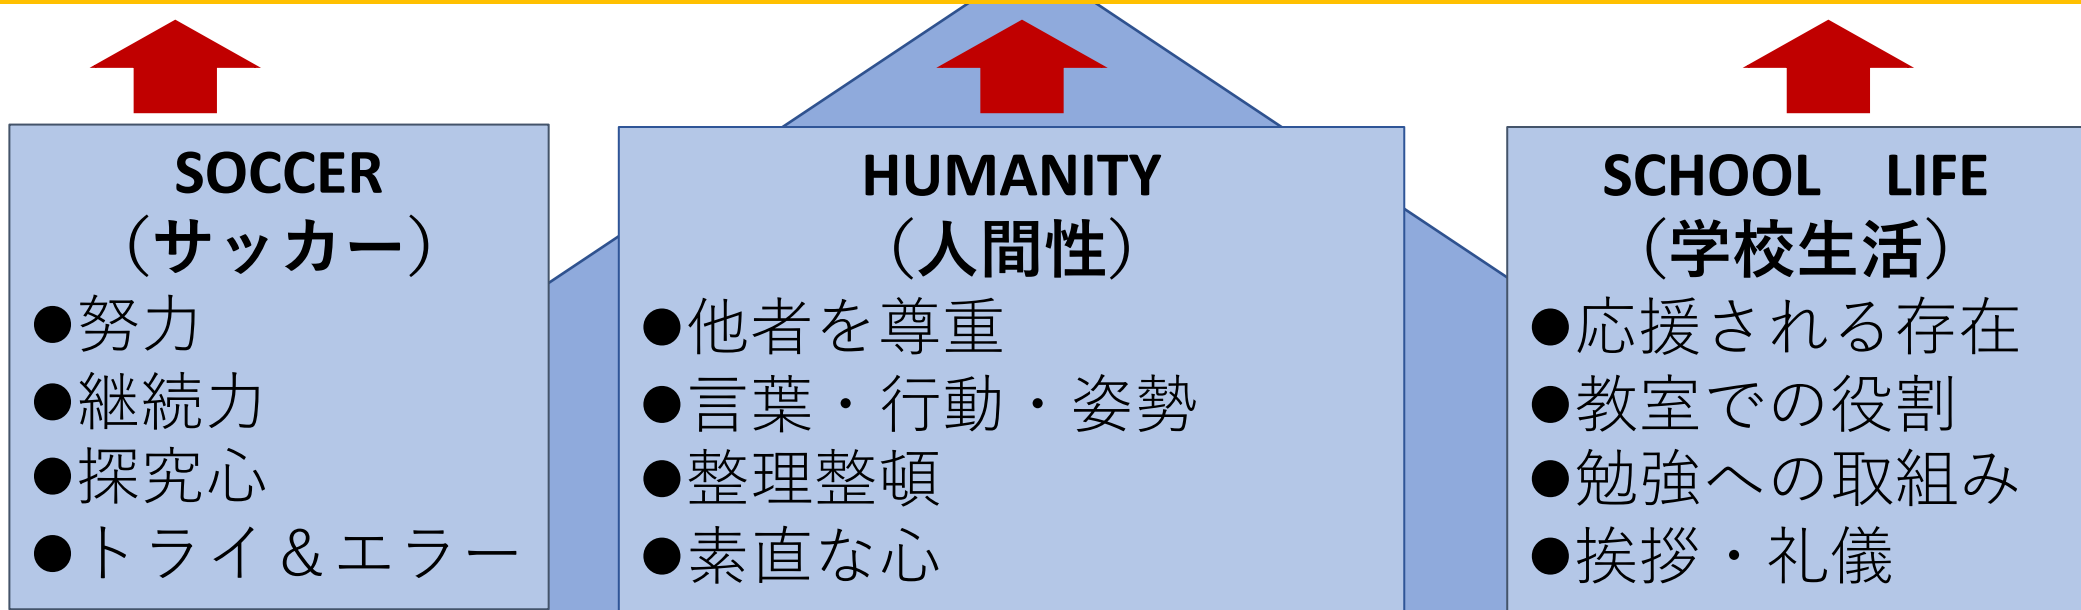 SOCCER
（サッカー）
●努力
●継続力
●探究心
●トライ＆エラー
HUMANITY
（人間性）
●他者を尊重
●言葉・行動・姿勢
●整理整頓
●素直な心
SCHOOL　LIFE
（学校生活）
●応援される存在
●教室での役割
●勉強への取組み
●挨拶・礼儀